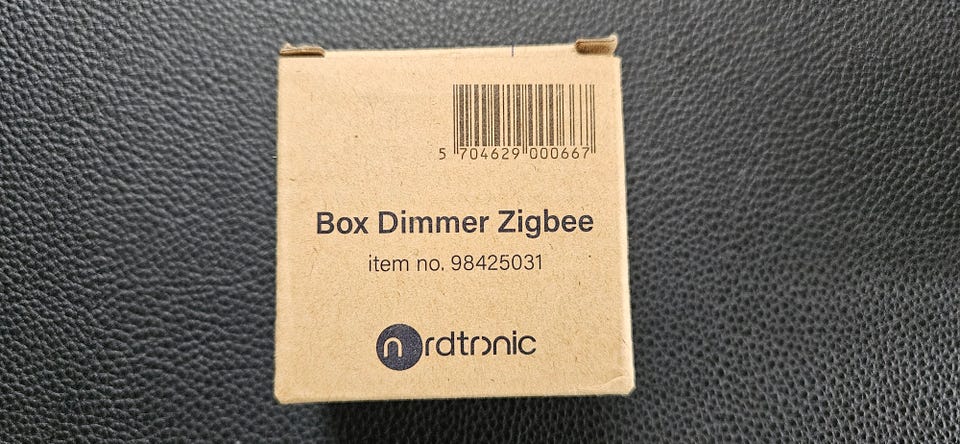 5 704629 000667
Box Dimmer Zigbee
item no. 98425031
nordtronic